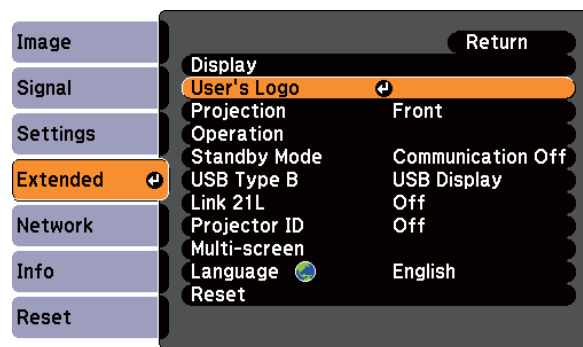 Image
Signal
Settings
Extended
Network
Info
Reset
Return
Display
User's Logo
Projection Front
Operation
Standby Mode Communication Off
USB Type B USB Display
Link 21L Off
Projector ID Off
Multi-screen
Language English
Reset